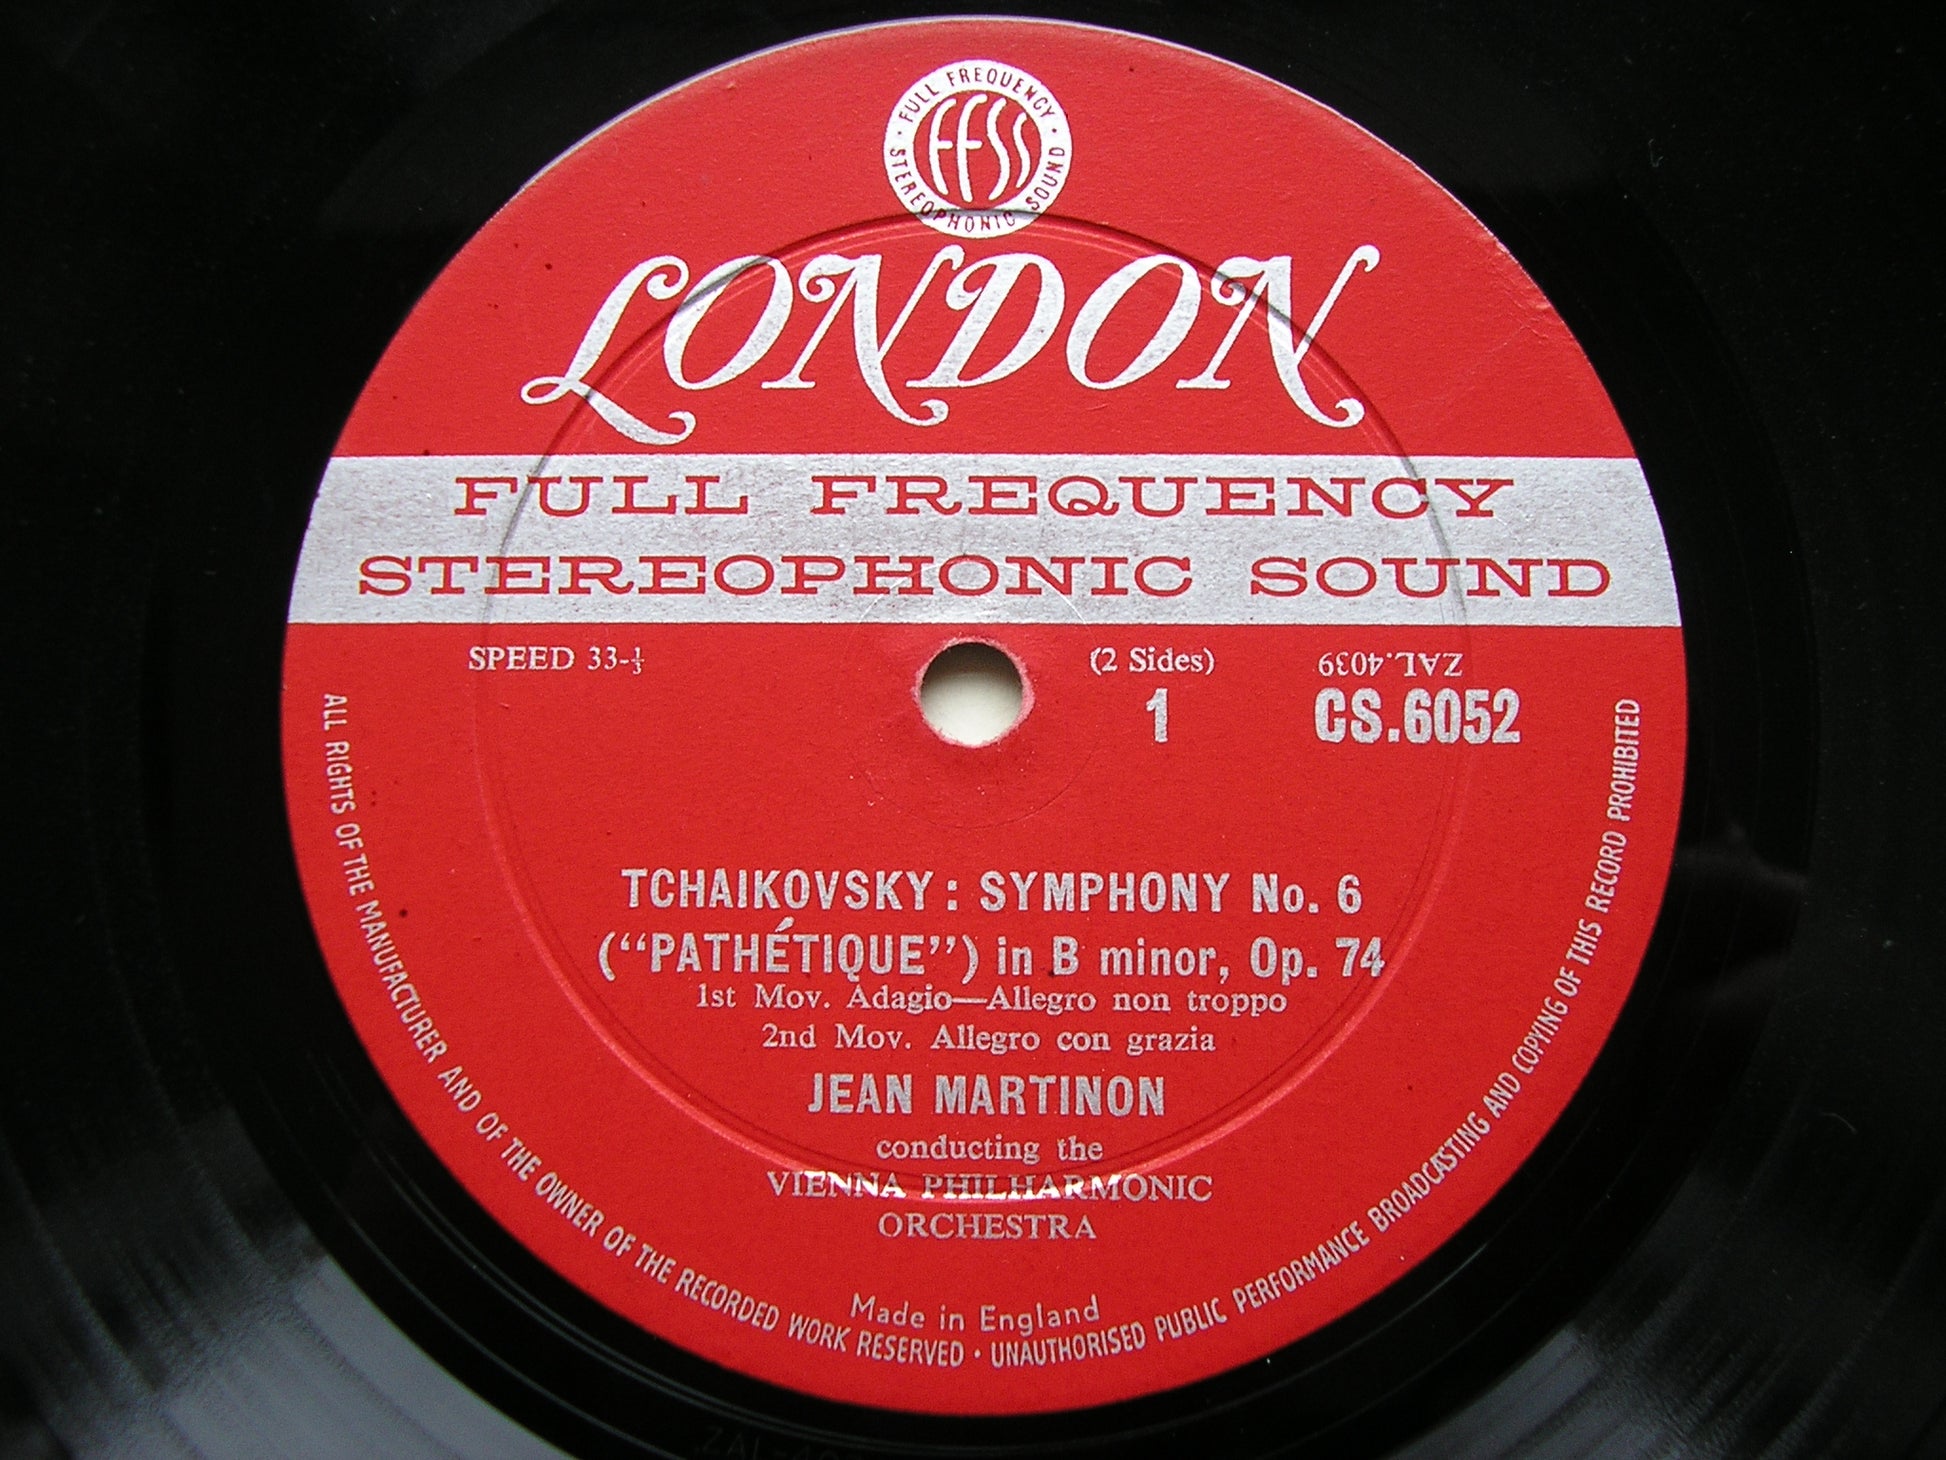 FULL FREQUENCY
STEREOPHONIC SOUND
FFSS
LONDON
FULL FREQUENCY
STEREOPHONIC SOUND
SPEED 33-⅓
(2 Sides)
1
ZAL.4039
CS.6052
TCHAIKOVSKY : SYMPHONY No. 6
(“PATHÉTIQUE”) in B minor, Op. 74
1st Mov. Adagio—Allegro non troppo
2nd Mov. Allegro con grazia
JEAN MARTINON
conducting the
VIENNA PHILHARMONIC
ORCHESTRA
Made in England
ALL RIGHTS OF THE MANUFACTURER AND OF THE OWNER OF THE RECORDED WORK RESERVED · UNAUTHORISED PUBLIC PERFORMANCE BROADCASTING AND COPYING OF THIS RECORD PROHIBITED